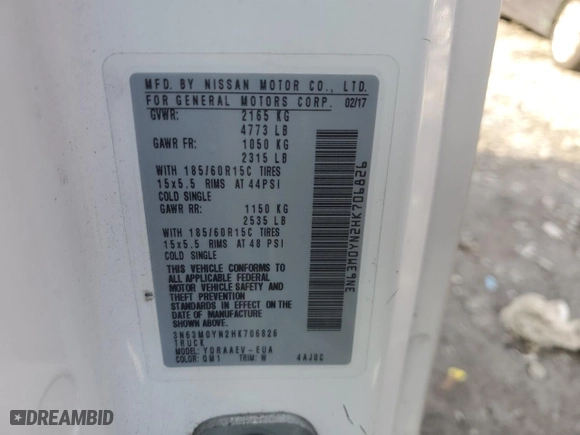 MFD. BY NISSAN MOTOR CO., LTD.
FOR GENERAL MOTORS CORP. 02/17
GVWR: 2165 KG
4773 LB
GAWR FR: 1050 KG
2315 LB
WITH 185/60R15C TIRES
15x5.5 RIMS AT 44PSI
COLD SINGLE
GAWR RR: 1150 KG
2535 LB
WITH 185/60R15C TIRES
15x5.5 RIMS AT 48 PSI
COLD SINGLE
THIS VEHICLE CONFORMS TO
ALL APPLICABLE FEDERAL
MOTOR VEHICLE SAFETY AND
THEFT PREVENTION
STANDARDS IN EFFECT ON THE
DATE OF MANUFACTURE
SHOWN ABOVE.
3N63M0YN2HK706826
TRUCK
MODEL: YDRAAEV-EUA
COLOR: QM1 TRIM: W 4AJ0C
3N63M0YN2HK706826
DREAMBID